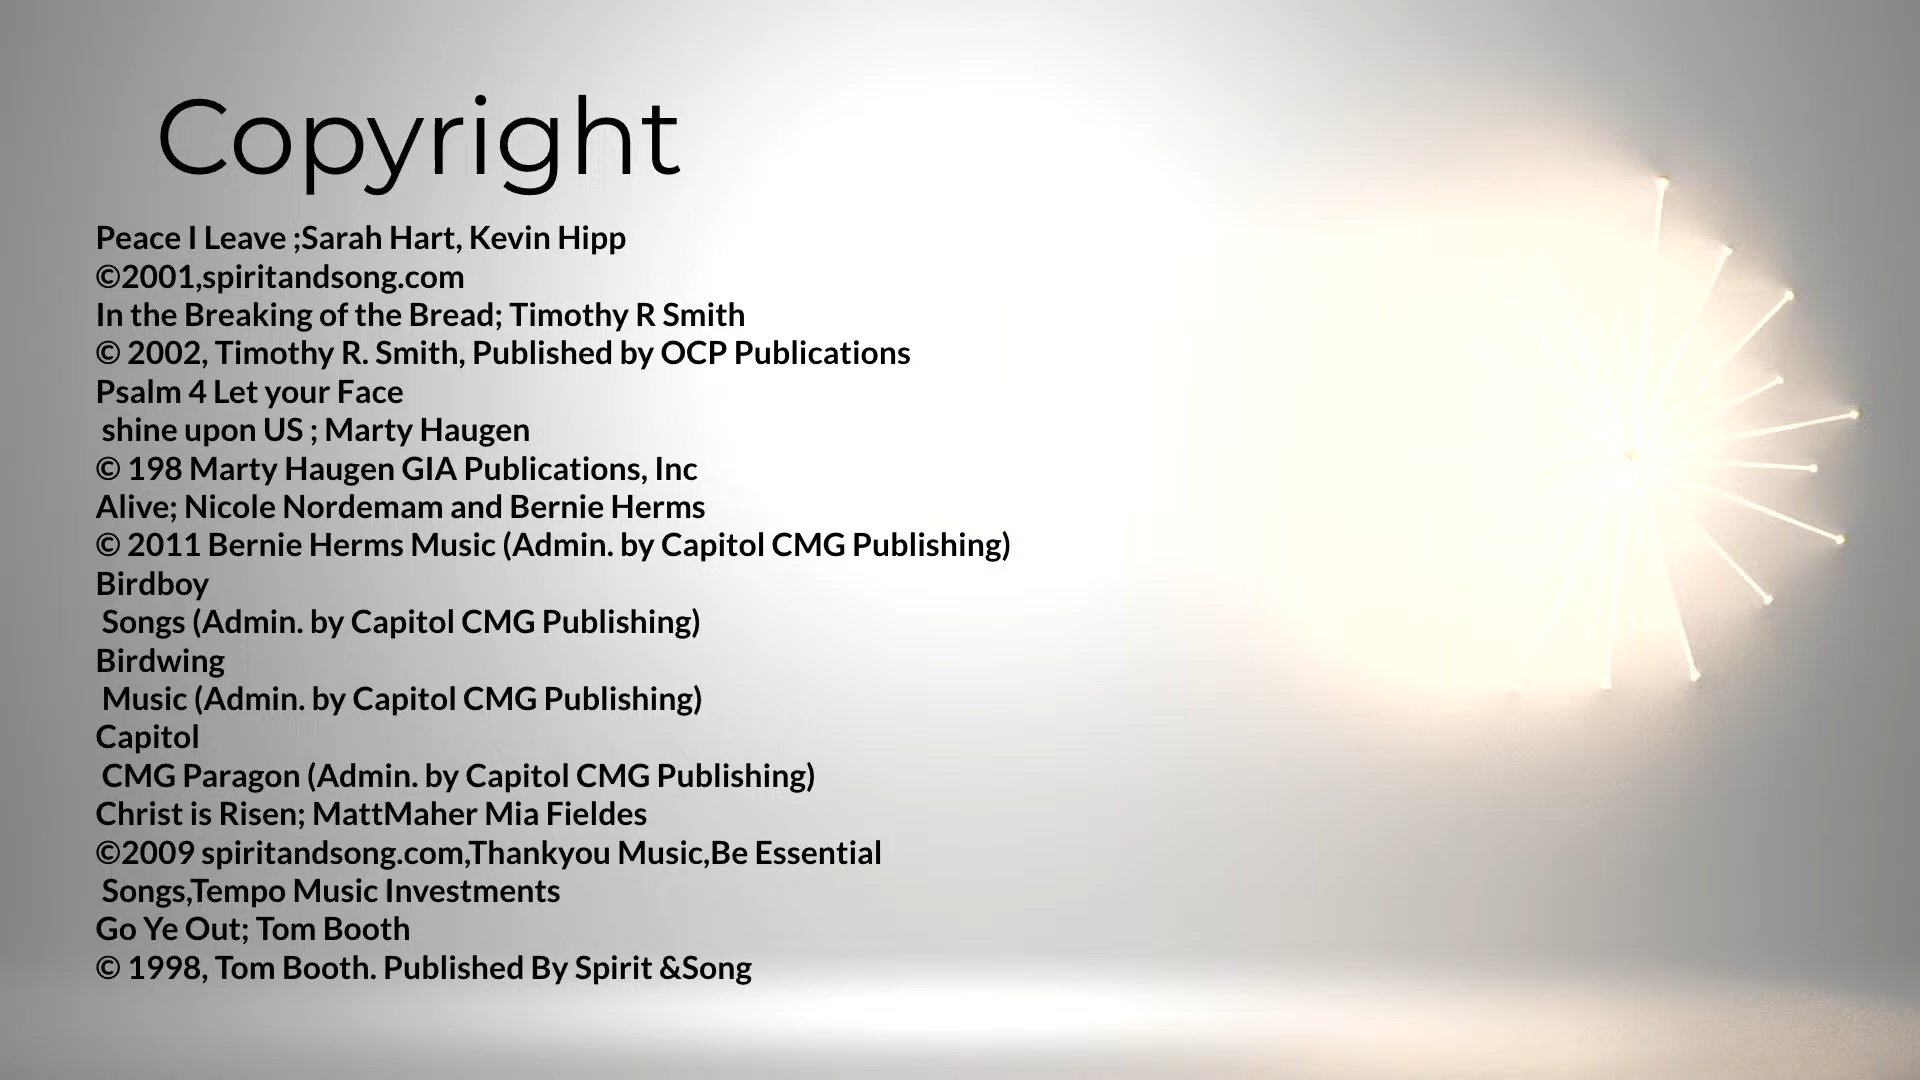 Copyright
Peace I Leave ;Sarah Hart, Kevin Hipp
©2001,spiritandsong.com
In the Breaking of the Bread; Timothy R Smith
© 2002, Timothy R. Smith, Published by OCP Publications
Psalm 4 Let your Face
shine upon US ; Marty Haugen
© 198 Marty Haugen GIA Publications, Inc
Alive; Nicole Nordemam and Bernie Herms
© 2011 Bernie Herms Music (Admin. by Capitol CMG Publishing)
Birdboy
Songs (Admin. by Capitol CMG Publishing)
Birdwing
Music (Admin. by Capitol CMG Publishing)
Capitol
CMG Paragon (Admin. by Capitol CMG Publishing)
Christ is Risen; MattMaher Mia Fieldes
©2009 spiritandsong.com,Thankyou Music,Be Essential
Songs,Tempo Music Investments
Go Ye Out; Tom Booth
© 1998, Tom Booth. Published By Spirit &Song